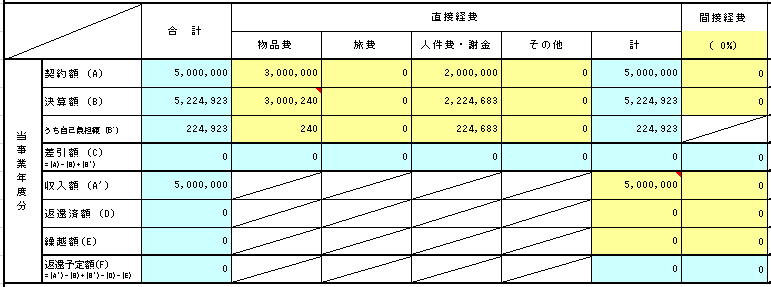 合 計 直接経費 間接経費
物品費 旅費 人件費・謝金 その他 計 ( 0%)
当事業年度分
契約額 (A) 5,000,000 3,000,000 0 2,000,000 0 5,000,000 0
決算額 (B) 5,224,923 3,000,240 0 2,224,683 0 5,224,923 0
うち自己負担額 (B') 224,923 240 0 224,683 0 224,923
差引額 (C) 0 0 0 0 0 0 0
=(A)-(B)+(B')
収入額 (A') 5,000,000 5,000,000 0
返還済額 (D) 0 0 0
繰越額(E) 0 0 0
返還予定額(F) 0 0 0
=(A')-(B)+(B')-(D)-(E)